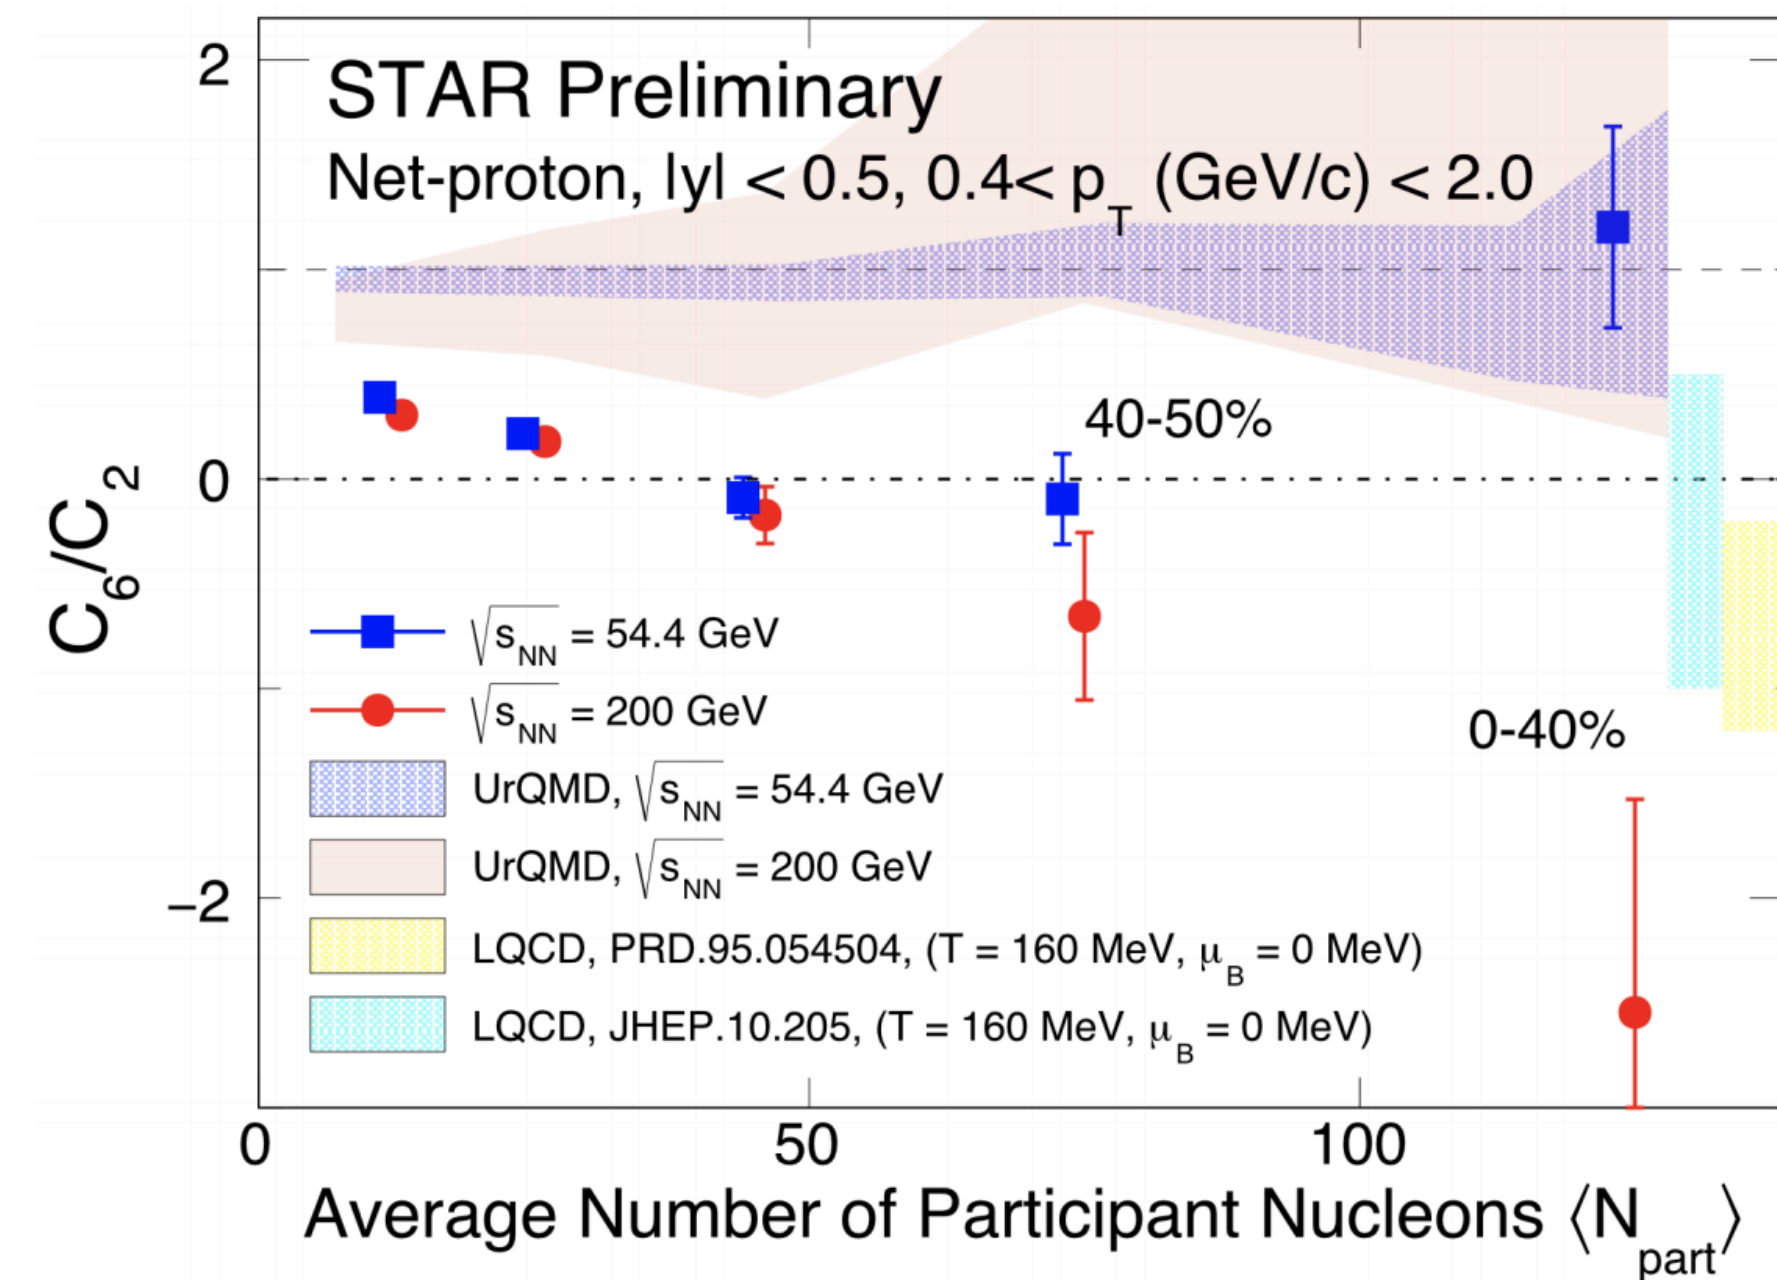 2
STAR Preliminary
Net-proton, |y| < 0.5, 0.4< p_T (GeV/c) < 2.0
40-50%
0
C_6/C_2
√s_NN = 54.4 GeV
√s_NN = 200 GeV
0-40%
UrQMD, √s_NN = 54.4 GeV
UrQMD, √s_NN = 200 GeV
−2
LQCD, PRD.95.054504, (T = 160 MeV, μ_B = 0 MeV)
LQCD, JHEP.10.205, (T = 160 MeV, μ_B = 0 MeV)
0 50 100
Average Number of Participant Nucleons ⟨N_part⟩